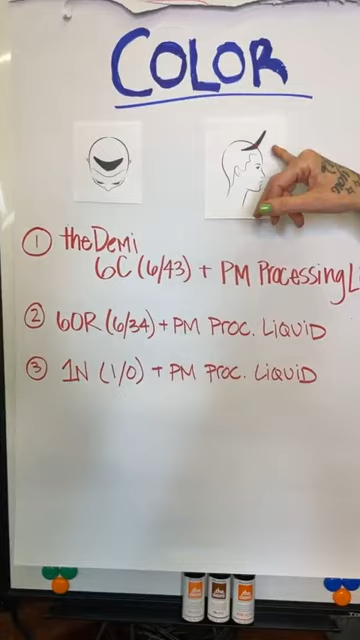 COLOR
1 theDemi
6C (6/43) + PM Processing Li
2 6OR (6/34) + PM PROC. LIQUID
3 1N (1/0) + PM PROC. LIQUID